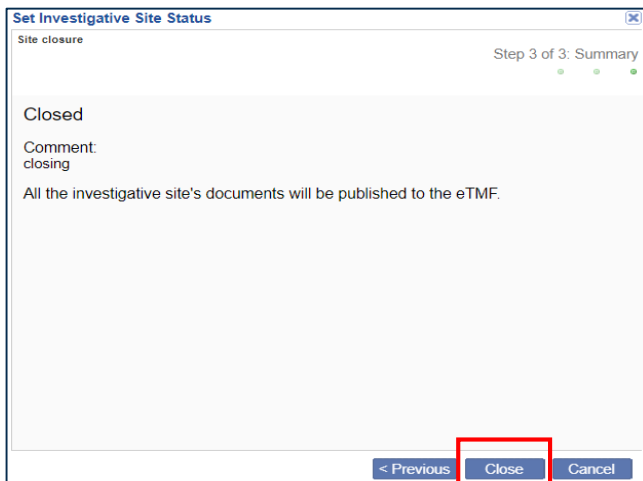 Set Investigative Site Status
Site closure
Step 3 of 3: Summary
Closed
Comment:
closing
All the investigative site's documents will be published to the eTMF.
< Previous Close Cancel